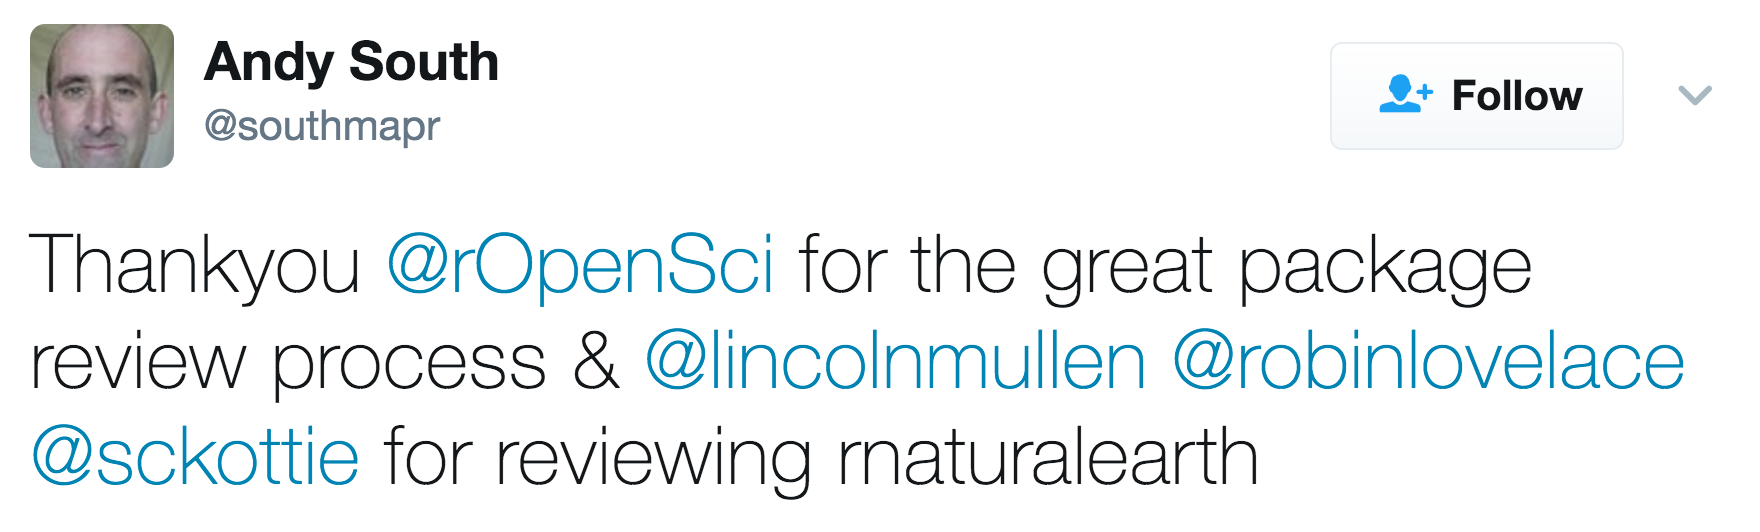 Andy South
@southmapr
Follow
Thankyou @rOpenSci for the great package
review process & @lincolnmullen @robinlovelace
@sckottie for reviewing rnaturalearth